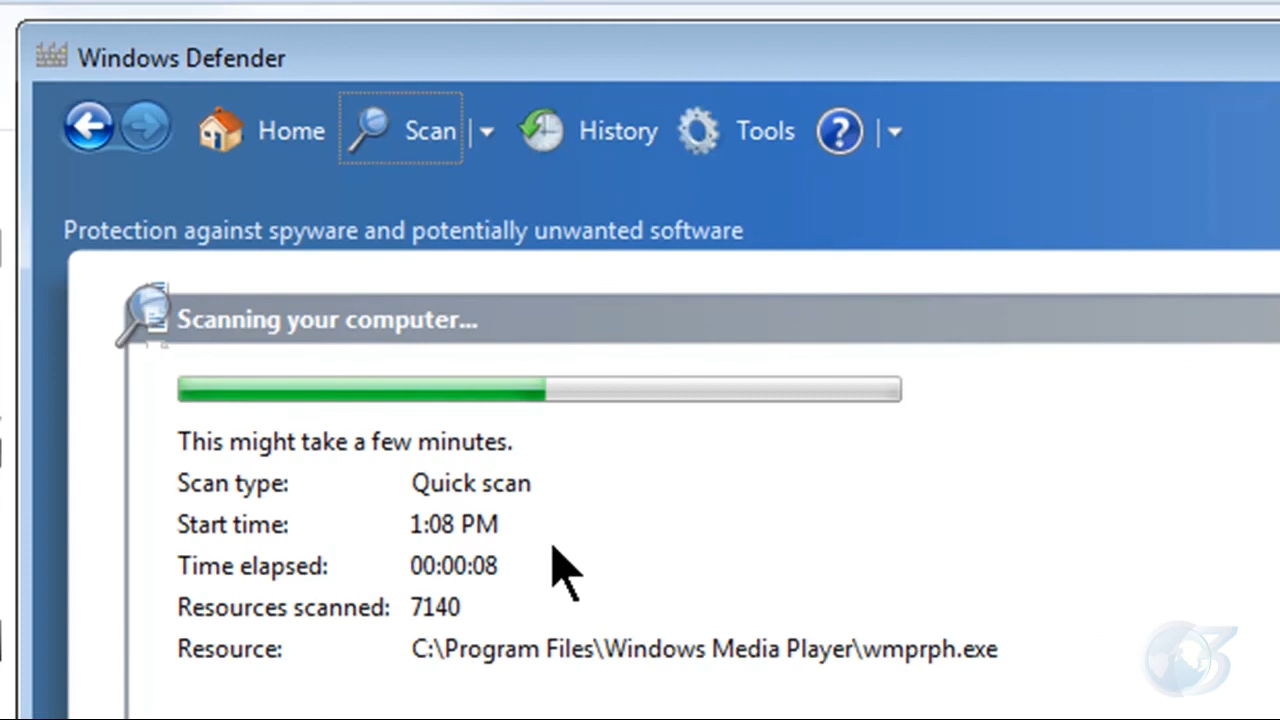 Windows Defender
Home Scan History Tools ?
Protection against spyware and potentially unwanted software
Scanning your computer...
This might take a few minutes.
Scan type: Quick scan
Start time: 1:08 PM
Time elapsed: 00:00:08
Resources scanned: 7140
Resource: C:\Program Files\Windows Media Player\wmprph.exe
3